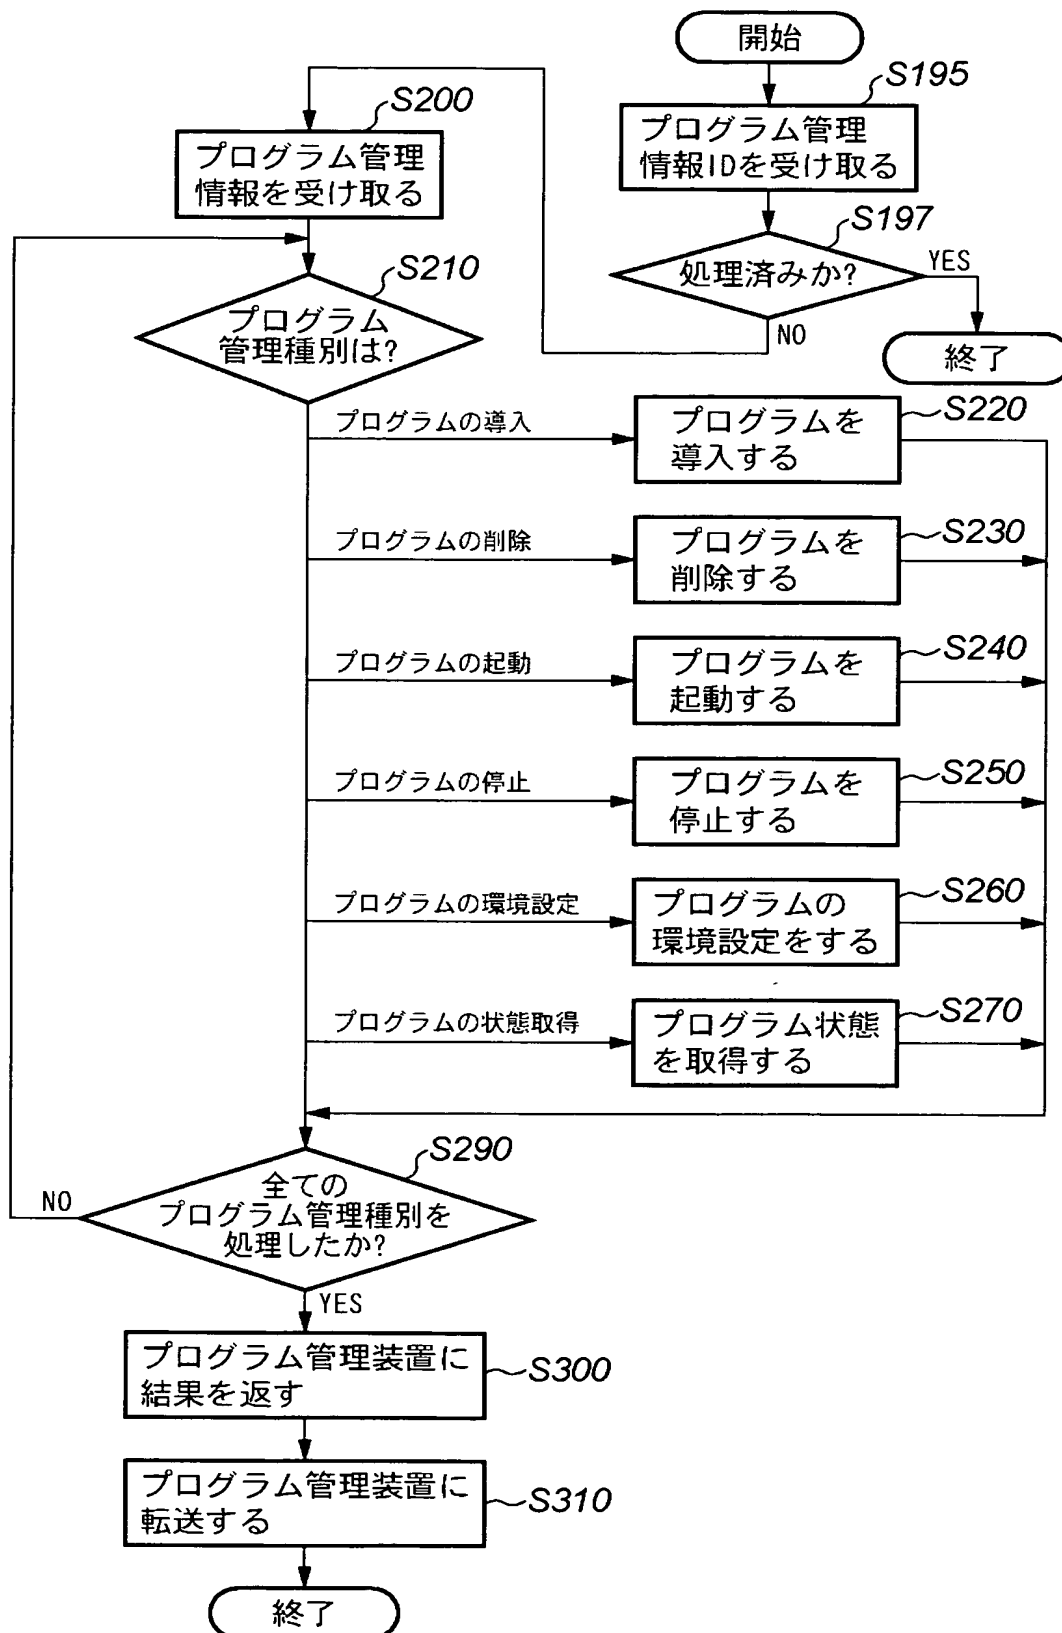 開始
S195
プログラム管理
情報IDを受け取る
S197
処理済みか?
YES
NO
終了
S200
プログラム管理
情報を受け取る
S210
プログラム
管理種別は?
プログラムの導入
プログラムを
導入する
S220
プログラムの削除
プログラムを
削除する
S230
プログラムの起動
プログラムを
起動する
S240
プログラムの停止
プログラムを
停止する
S250
プログラムの環境設定
プログラムの
環境設定をする
S260
プログラムの状態取得
プログラム状態
を取得する
S270
S290
全ての
プログラム管理種別を
処理したか?
NO
YES
プログラム管理装置に
結果を返す
S300
プログラム管理装置に
転送する
S310
終了